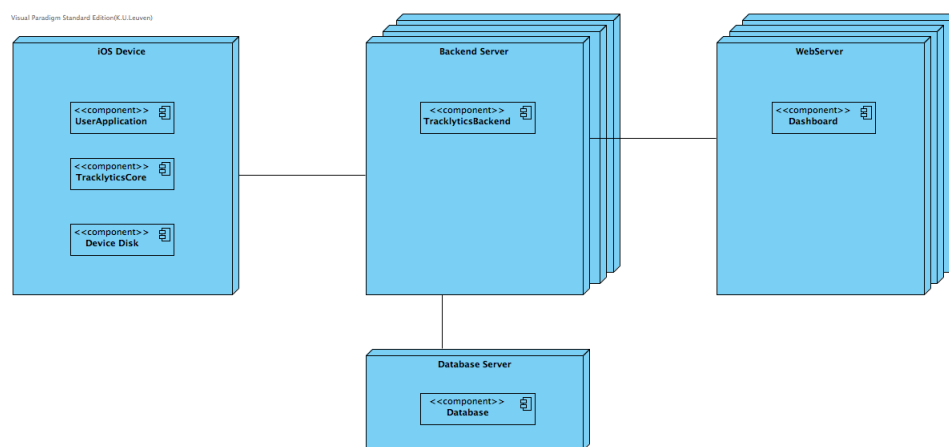 Visual Paradigm Standard Edition(K.U.Leuven)
iOS Device
<<component>>
UserApplication
<<component>>
TracklyticsCore
<<component>>
Device Disk
Backend Server
<<component>>
TracklyticsBackend
WebServer
<<component>>
Dashboard
Database Server
<<component>>
Database